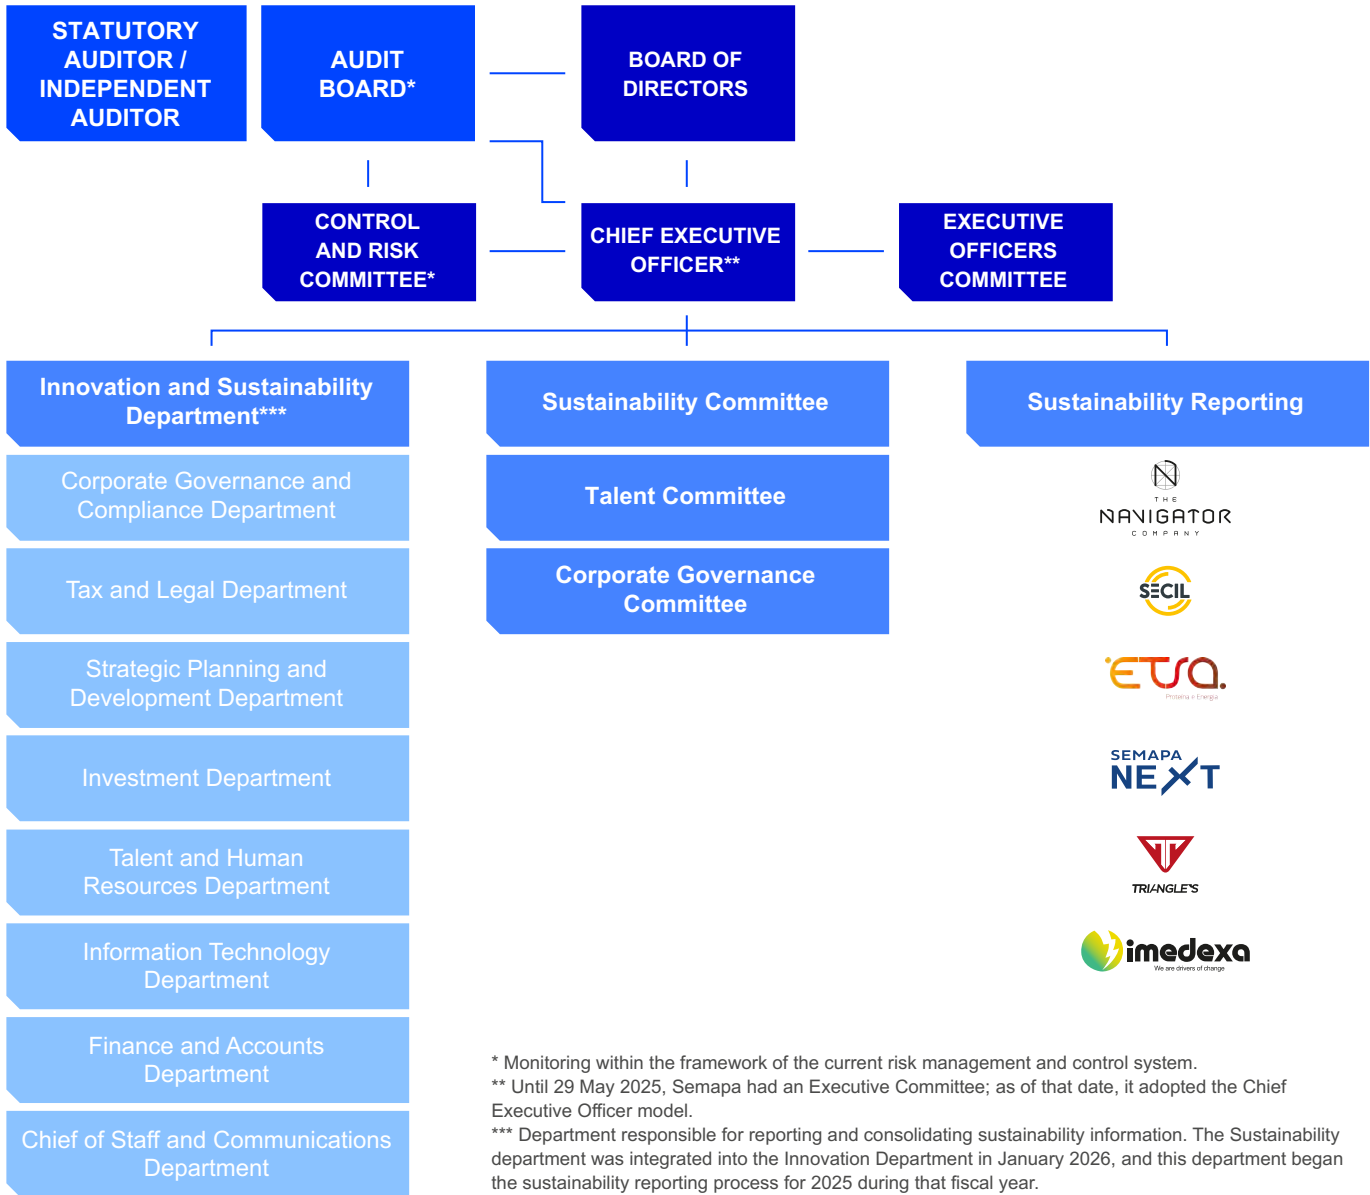 STATUTORY
AUDITOR /
INDEPENDENT
AUDITOR
AUDIT
BOARD*
BOARD OF
DIRECTORS
CONTROL
AND RISK
COMMITTEE*
CHIEF EXECUTIVE
OFFICER**
EXECUTIVE
OFFICERS
COMMITTEE
Innovation and Sustainability
Department***
Corporate Governance and
Compliance Department
Tax and Legal Department
Strategic Planning and
Development Department
Investment Department
Talent and Human
Resources Department
Information Technology
Department
Finance and Accounts
Department
Chief of Staff and Communications
Department
Sustainability Committee
Talent Committee
Corporate Governance
Committee
Sustainability Reporting
N
THE
NAVIGATOR
COMPANY
SECIL
ETSA.
Proteína e Energia
SEMAPA
NEXT
TRIANGLE'S
imedexa
We are drivers of change
* Monitoring within the framework of the current risk management and control system.
** Until 29 May 2025, Semapa had an Executive Committee; as of that date, it adopted the Chief
Executive Officer model.
*** Department responsible for reporting and consolidating sustainability information. The Sustainability
department was integrated into the Innovation Department in January 2026, and this department began
the sustainability reporting process for 2025 during that fiscal year.